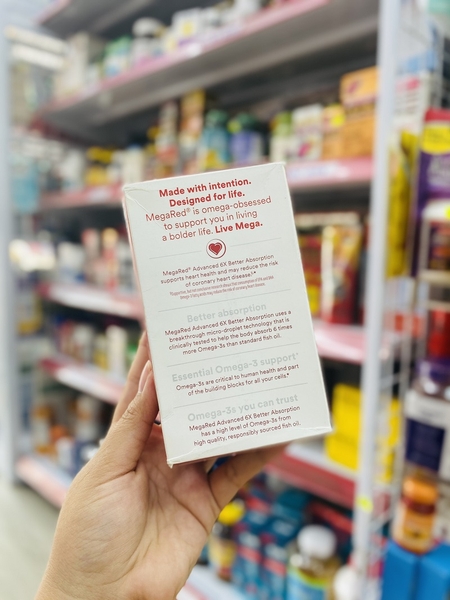 Made with intention.
Designed for life.
MegaRed® is omega-obsessed
to support you in living
a bolder life. Live Mega.
MegaRed® Advanced 6X Better Absorption
supports heart health and may reduce the risk
of coronary heart disease.**
Better absorption
MegaRed Advanced 6X Better Absorption uses a
breakthrough micro-droplet technology that is
clinically tested to help the body absorb 6 times
more Omega-3s than standard fish oil.
Essential Omega-3 support*
Omega-3s are critical to human health and part
of the building blocks for all your cells.*
Omega-3s you can trust
MegaRed Advanced 6X Better Absorption
has a high level of Omega-3s from
high quality, responsibly sourced fish oil.